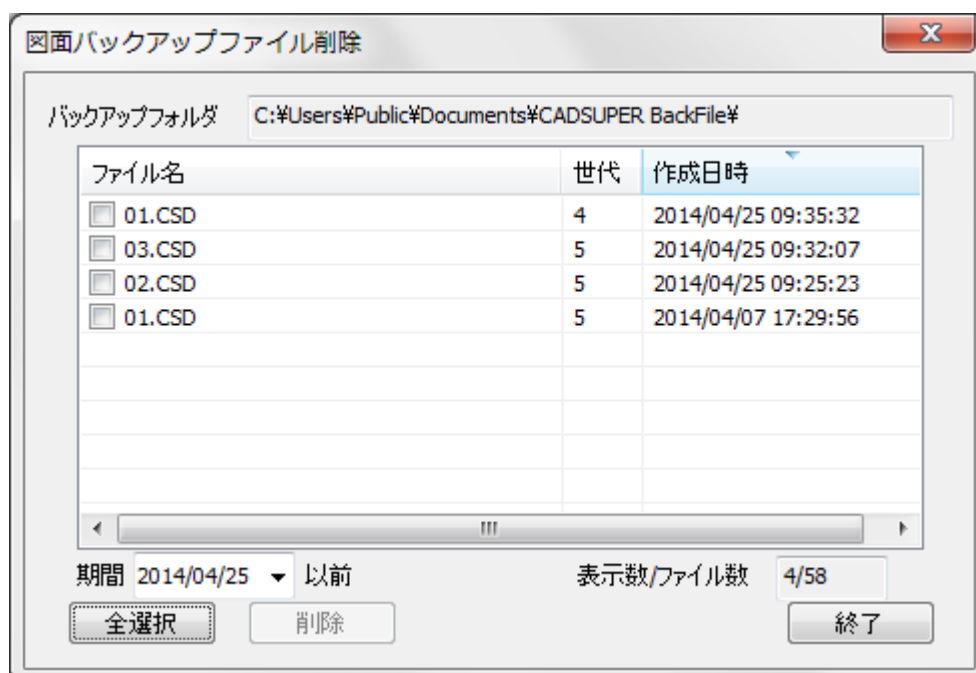 図面バックアップファイル削除
バックアップフォルダ C:¥Users¥Public¥Documents¥CADSUPER BackFile¥
ファイル名 世代 作成日時
01.CSD 4 2014/04/25 09:35:32
03.CSD 5 2014/04/25 09:32:07
02.CSD 5 2014/04/25 09:25:23
01.CSD 5 2014/04/07 17:29:56
期間 2014/04/25 以前 表示数/ファイル数 4/58
全選択 削除 終了